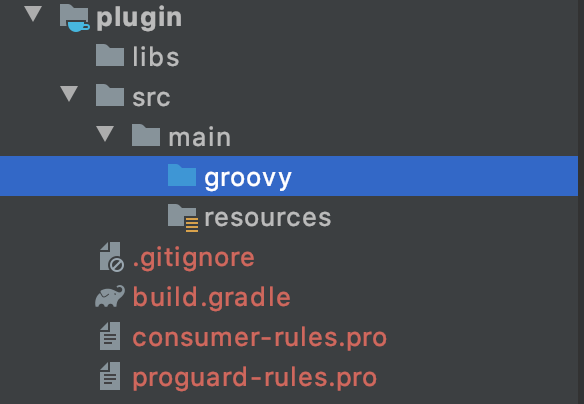 plugin
libs
src
main
groovy
resources
.gitignore
build.gradle
consumer-rules.pro
proguard-rules.pro